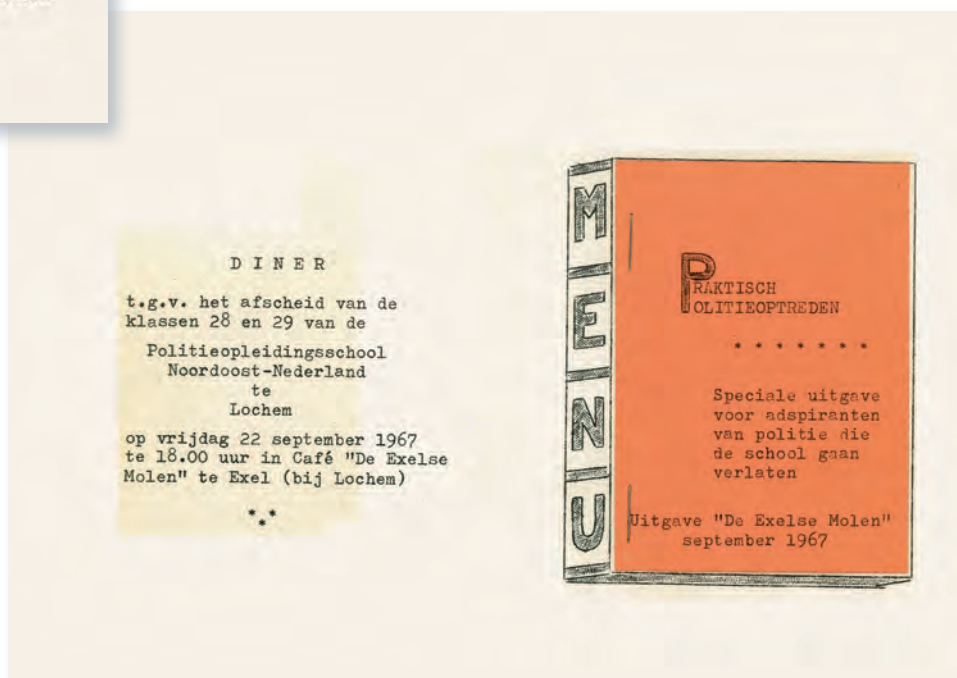 D I N E R
t.g.v. het afscheid van de
klassen 28 en 29 van de
Politieopleidingsschool
Noordoost-Nederland
te
Lochem
op vrijdag 22 september 1967
te 18.00 uur in Café "De Exelse
Molen" te Exel (bij Lochem)
* * *
MENU
PRAKTISCH
POLITIEOPTREDEN
* * * * * * *
Speciale uitgave
voor adspiranten
van politie die
de school gaan
verlaten
Uitgave "De Exelse Molen"
september 1967